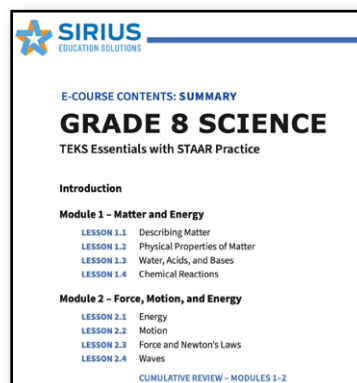 SIRIUS
EDUCATION SOLUTIONS
E-COURSE CONTENTS: SUMMARY
GRADE 8 SCIENCE
TEKS Essentials with STAAR Practice
Introduction
Module 1 – Matter and Energy
LESSON 1.1 Describing Matter
LESSON 1.2 Physical Properties of Matter
LESSON 1.3 Water, Acids, and Bases
LESSON 1.4 Chemical Reactions
Module 2 – Force, Motion, and Energy
LESSON 2.1 Energy
LESSON 2.2 Motion
LESSON 2.3 Force and Newton's Laws
LESSON 2.4 Waves
CUMULATIVE REVIEW – MODULES 1–2